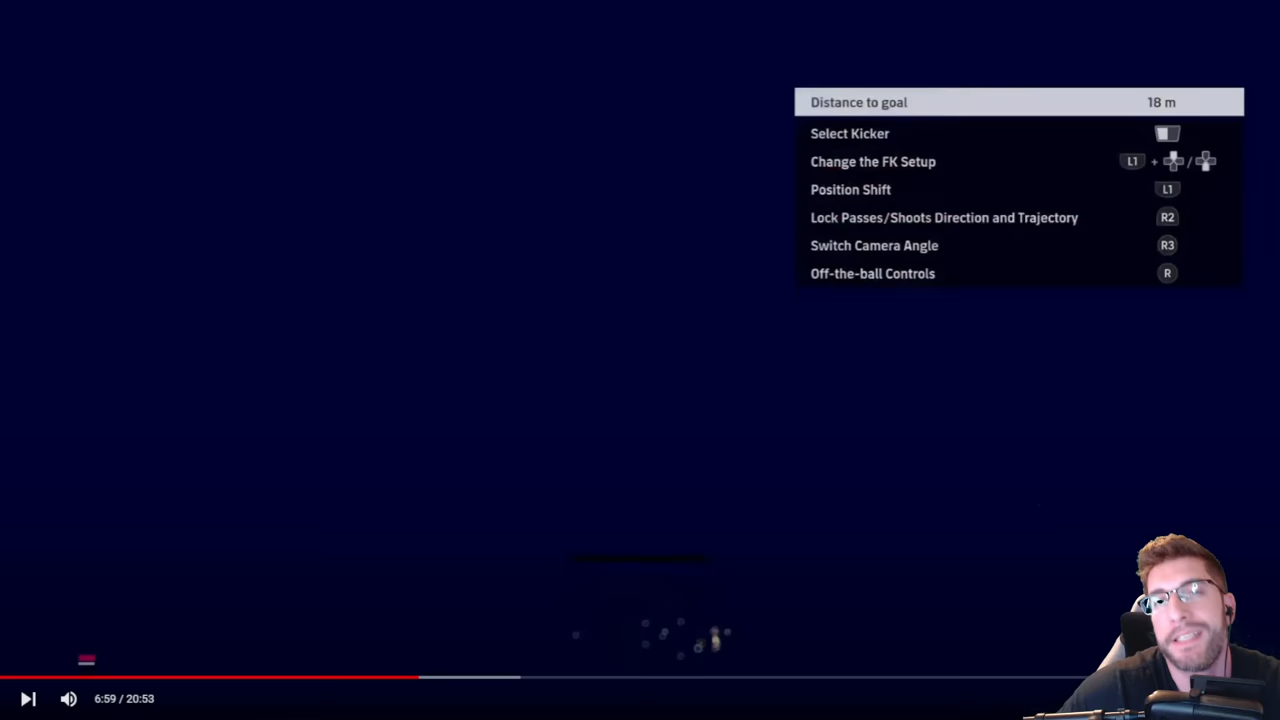 Distance to goal 18 m
Select Kicker
Change the FK Setup L1 + /
Position Shift L1
Lock Passes/Shoots Direction and Trajectory R2
Switch Camera Angle R3
Off-the-ball Controls R
6:59 / 20:53